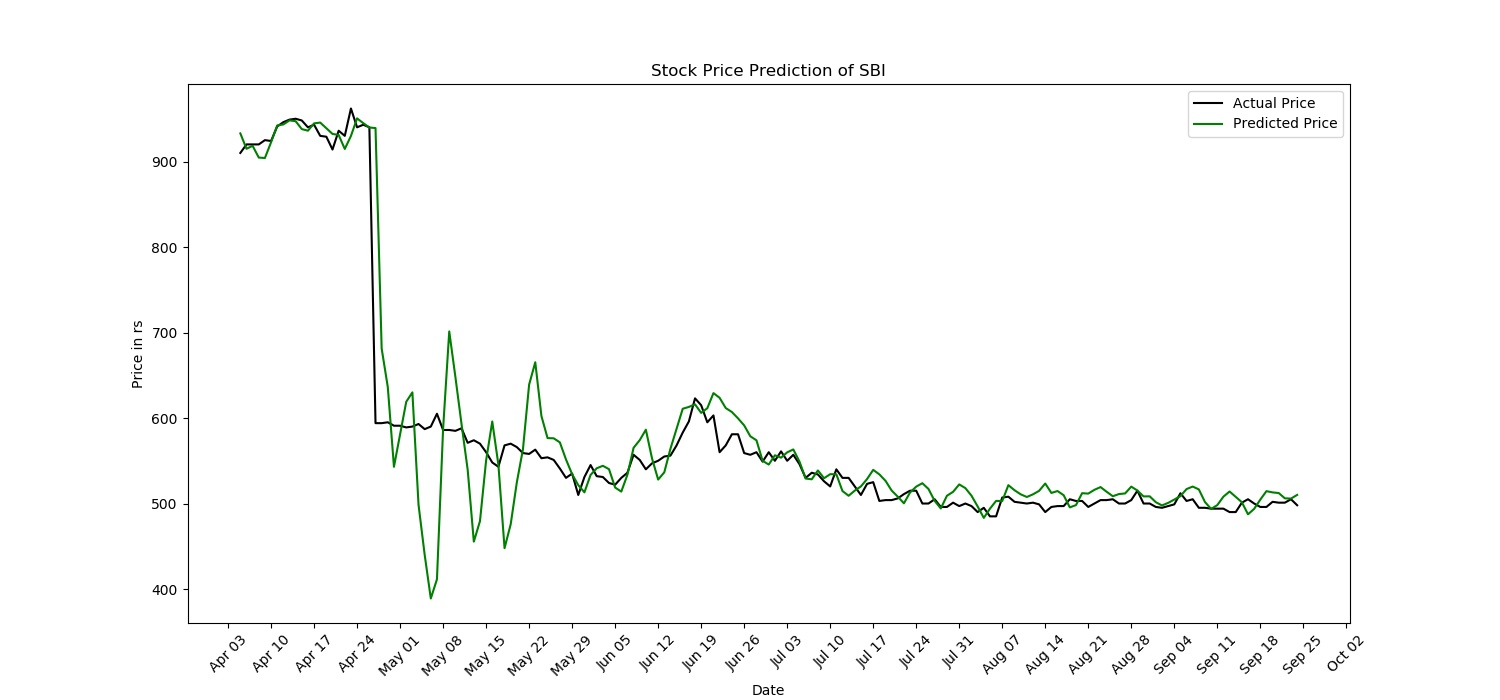 Stock Price Prediction of SBI
Actual Price
Predicted Price
900
800
700
600
500
400
Price in rs
Apr 03
Apr 10
Apr 17
Apr 24
May 01
May 08
May 15
May 22
May 29
Jun 05
Jun 12
Jun 19
Jun 26
Jul 03
Jul 10
Jul 17
Jul 24
Jul 31
Aug 07
Aug 14
Aug 21
Aug 28
Sep 04
Sep 11
Sep 18
Sep 25
Oct 02
Date